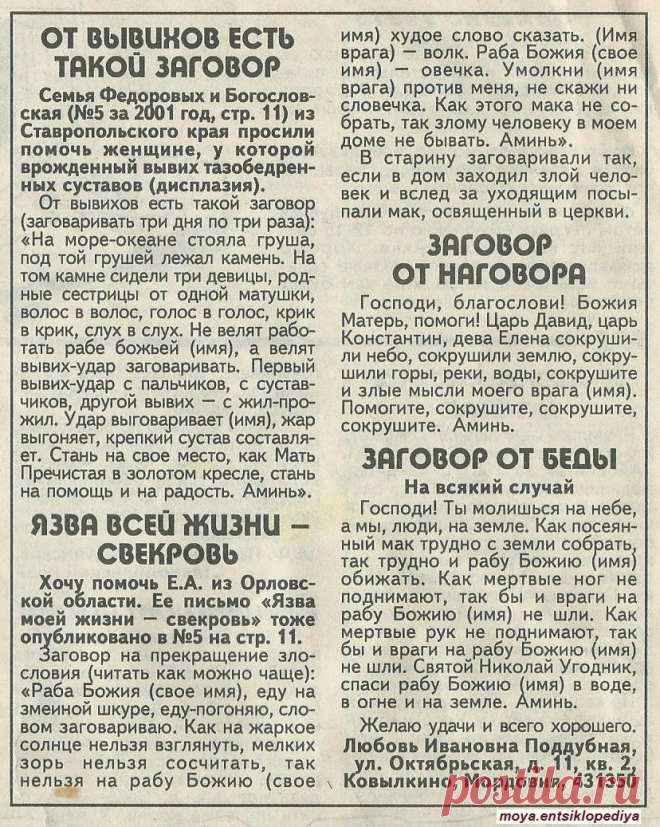 ОТ ВЫВИХОВ ЕСТЬ
ТАКОЙ ЗАГОВОР
Семья Федоровых и Богослов-
ская (№5 за 2001 год, стр. 11) из
Ставропольского края просили
помочь женщине, у которой
врожденный вывих тазобедрен-
ных суставов (дисплазия).
От вывихов есть такой заговор
(заговаривать три дня по три раза):
«На море-океане стояла груша,
под той грушей лежал камень. На
том камне сидели три девицы, род-
ные сестрицы от одной матушки,
волос в волос, голос в голос, крик
в крик, слух в слух. Не велят рабо-
тать рабе божьей (имя), а велят
вывих-удар заговаривать. Первый
вывих-удар с пальчиков, с сустав-
чиков, другой вывих – с жил-про-
жил. Удар выговаривает (имя), жар
выгоняет, крепкий сустав составля-
ет. Стань на свое место, как Мать
Пречистая в золотом кресле, стань
на помощь и на радость. Аминь».
ЯЗВА ВСЕЙ ЖИЗНИ –
СВЕКРОВЬ
Хочу помочь Е.А. из Орловс-
кой области. Ее письмо «Язва
моей жизни – свекровь» тоже
опубликовано в №5 на стр. 11.
Заговор на прекращение зло-
словия (читать как можно чаще):
«Раба Божия (свое имя), еду на
змеиной шкуре, еду-погоняю, сло-
вом заговариваю. Как на жаркое
солнце нельзя взглянуть, мелких
зорь нельзя сосчитать, так
нельзя на рабу Божию (свое
имя) худое слово сказать. (Имя
врага) – волк. Раба Божия (свое
имя) – овечка. Умолкни (имя
врага) против меня, не скажи ни
словечка. Как этого мака не со-
брать, так злому человеку в моем
доме не бывать. Аминь».
В старину заговаривали так,
если в дом заходил злой чело-
век и вслед за уходящим посы-
пали мак, освященный в церкви.
ЗАГОВОР
ОТ НАГОВОРА
Господи, благослови! Божия
Матерь, помоги! Царь Давид, царь
Константин, дева Елена сокруши-
ли небо, сокрушили землю, сокру-
шили горы, реки, воды, сокрушите
и злые мысли моего врага (имя).
Помогите, сокрушите, сокрушите,
сокрушите. Аминь.
ЗАГОВОР ОТ БЕДЫ
На всякий случай
Господи! Ты молишься на небе,
а мы, люди, на земле. Как посеян-
ный мак трудно с земли собрать,
так трудно и рабу Божию (имя)
обижать. Как мертвые ног не
поднимают, так бы и враги на
рабу Божию (имя) не шли. Как
мертвые рук не поднимают, так
бы и враги на рабу Божию (имя)
не шли. Святой Николай Угодник,
спаси рабу Божию (имя) в воде,
в огне и на земле. Аминь.
Желаю удачи и всего хорошего.
Любовь Ивановна Поддубная,
ул. Октябрьская, д. 11, кв. 2,
Ковылкино, Мордовия, 431350
postila.ru
moya.entsiklopediya